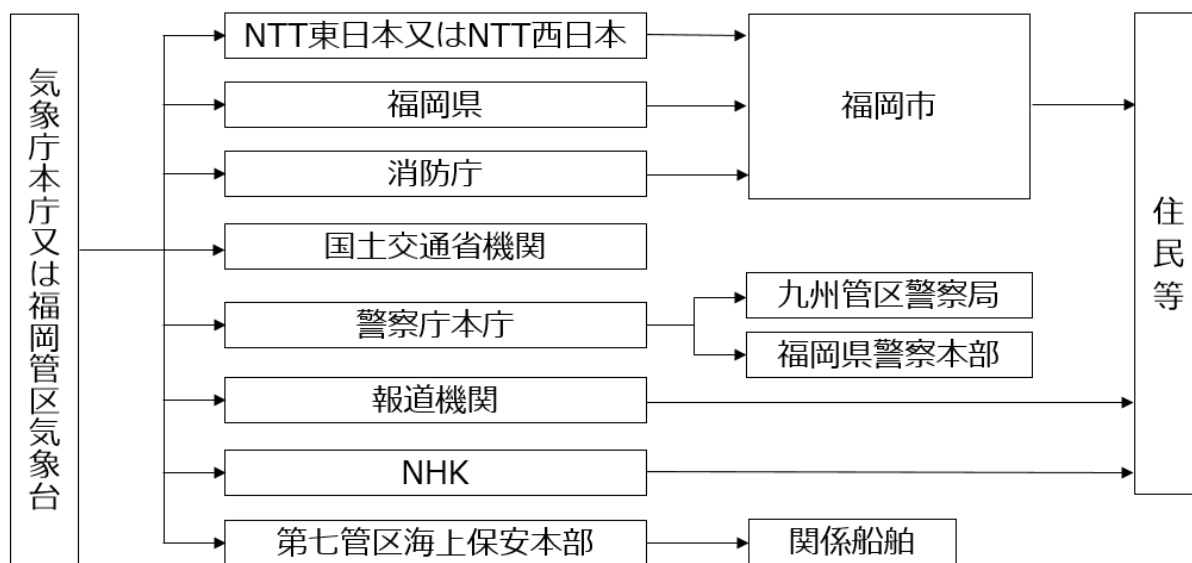 気象庁本庁又は福岡管区気象台
NTT東日本又はNTT西日本
福岡県
消防庁
国土交通省機関
警察庁本庁
報道機関
NHK
第七管区海上保安本部
福岡市
九州管区警察局
福岡県警察本部
関係船舶
住民等